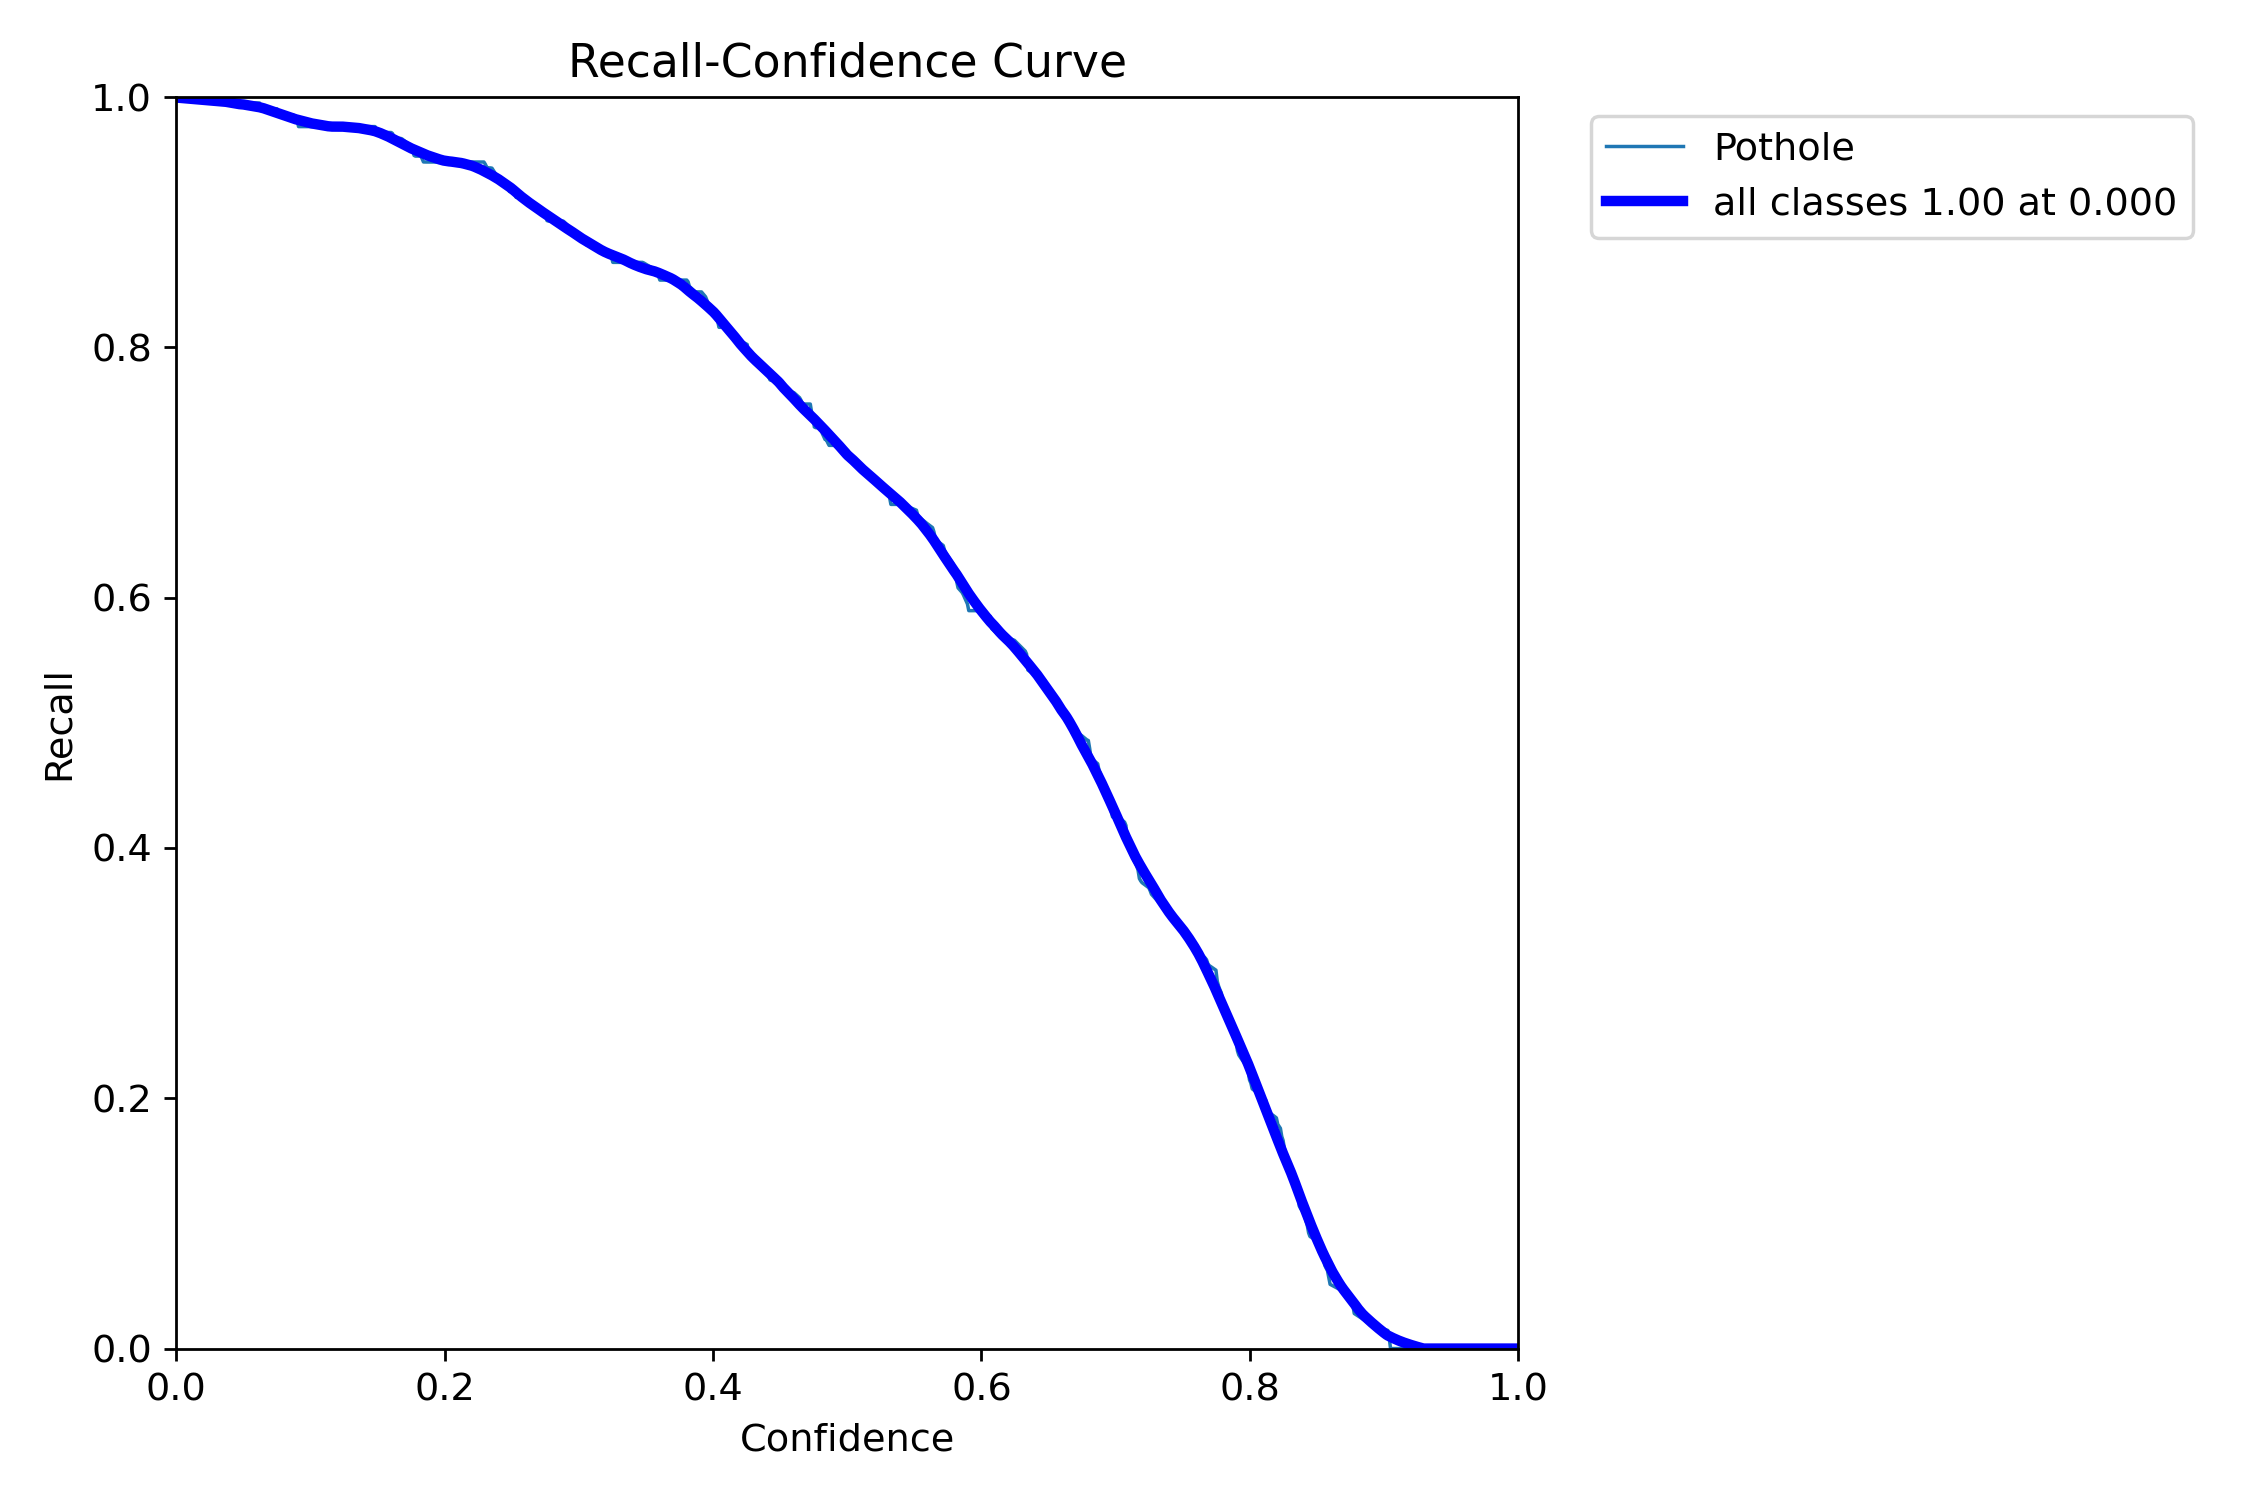 Recall-Confidence Curve
1.0
0.8
0.6
0.4
0.2
0.0
Recall
0.0 0.2 0.4 0.6 0.8 1.0
Confidence
Pothole
all classes 1.00 at 0.000